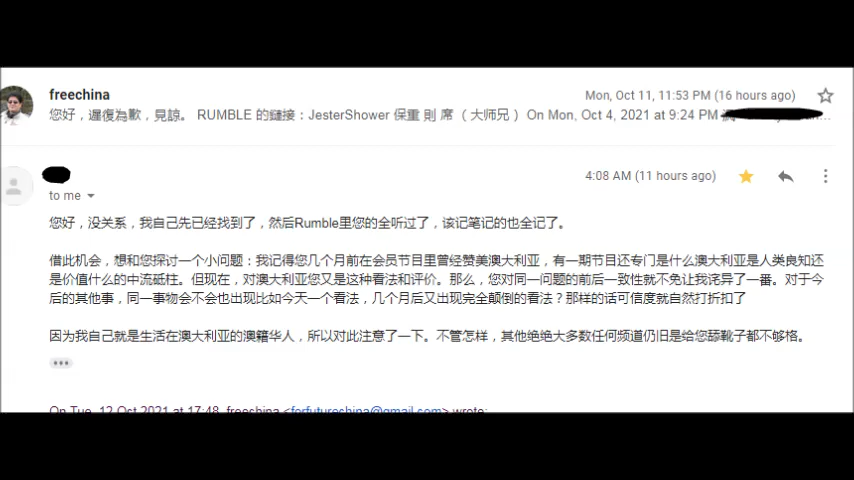 freechina
Mon, Oct 11, 11:53 PM (16 hours ago)
您好，遲復為歉，見諒。 RUMBLE 的鏈接：JesterShower 保重 則 席 （大师兄） On Mon, Oct 4, 2021 at 9:24 PM
4:08 AM (11 hours ago)
to me
您好，没关系，我自己先已经找到了，然后Rumble里您的全听过了，该记笔记的也全记了。
借此机会，想和您探讨一个小问题：我记得您几个月前在会员节目里曾经赞美澳大利亚，有一期节目还专门是什么澳大利亚是人类良知还
是价值什么的中流砥柱。但现在，对澳大利亚您又是这种看法和评价。那么，您对同一问题的前后一致性就不免让我诧异了一番。对于今
后的其他事，同一事物会不会也出现比如今天一个看法，几个月后又出现完全颠倒的看法？那样的话可信度就自然打折扣了
因为我自己就是生活在澳大利亚的澳籍华人，所以对此注意了一下。不管怎样，其他绝绝大多数任何频道仍旧是给您舔靴子都不够格。
On Tue, 12 Oct 2021 at 17:48, freechina <forfuturechina@gmail.com> wrote: